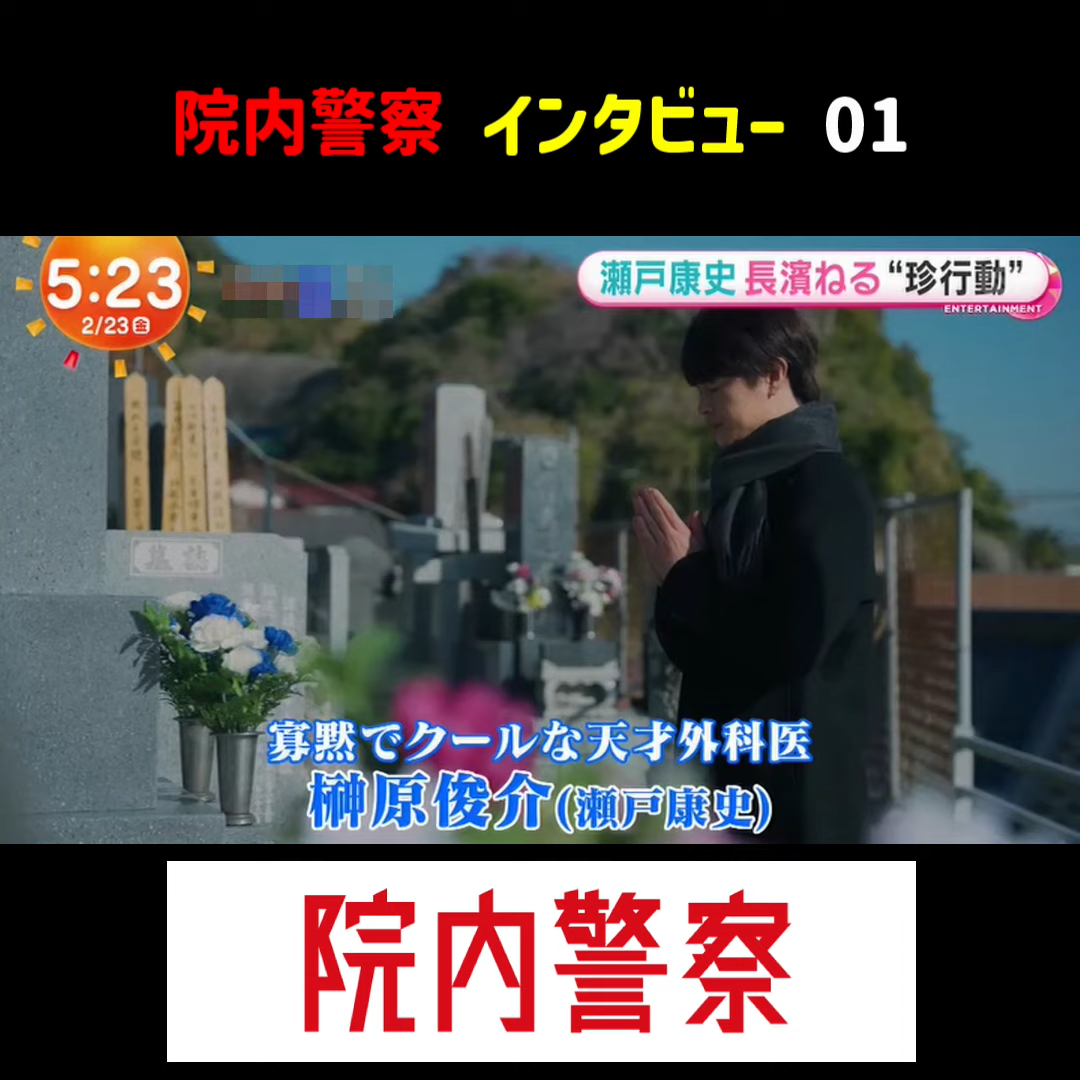 院内警察 インタビュー 01
5:23
2/23金
瀬戸康史 長濱ねる “珍行動”
ENTERTAINMENT
墓誌
寡黙でクールな天才外科医
榊原俊介(瀬戸康史)
院内警察